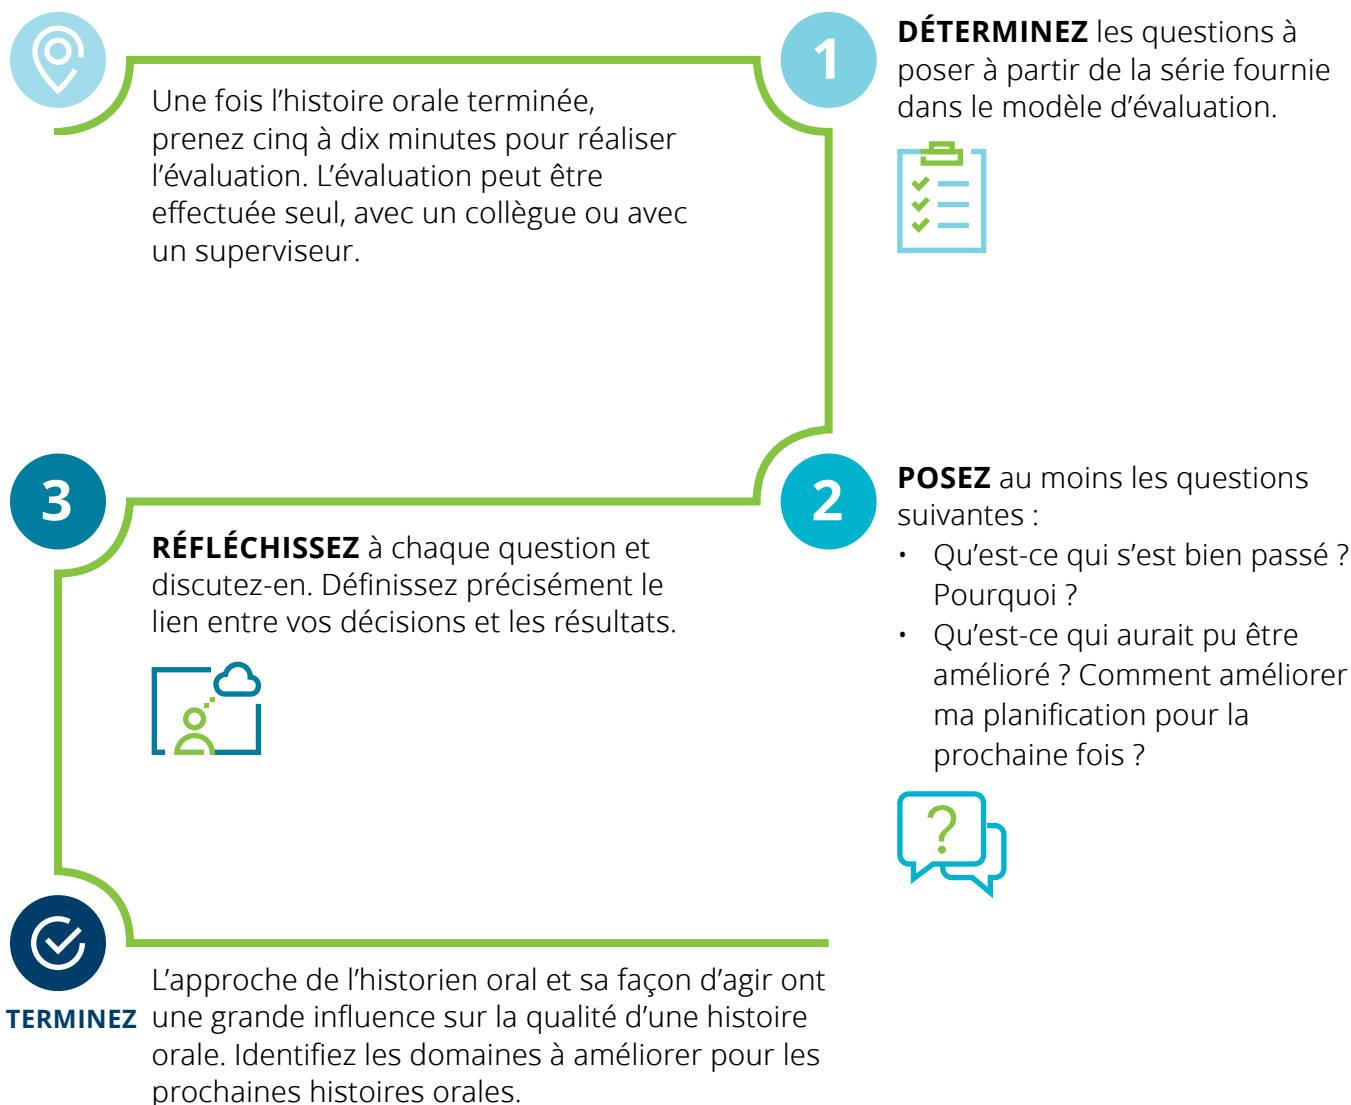 Une fois l’histoire orale terminée,
prenez cinq à dix minutes pour réaliser
l’évaluation. L’évaluation peut être
effectuée seul, avec un collègue ou avec
un superviseur.
1
DÉTERMINEZ les questions à
poser à partir de la série fournie
dans le modèle d’évaluation.
2
POSEZ au moins les questions
suivantes :
• Qu’est-ce qui s’est bien passé ?
Pourquoi ?
• Qu’est-ce qui aurait pu être
amélioré ? Comment améliorer
ma planification pour la
prochaine fois ?
?
3
RÉFLÉCHISSEZ à chaque question et
discutez-en. Définissez précisément le
lien entre vos décisions et les résultats.
TERMINEZ
L’approche de l’historien oral et sa façon d’agir ont
une grande influence sur la qualité d’une histoire
orale. Identifiez les domaines à améliorer pour les
prochaines histoires orales.